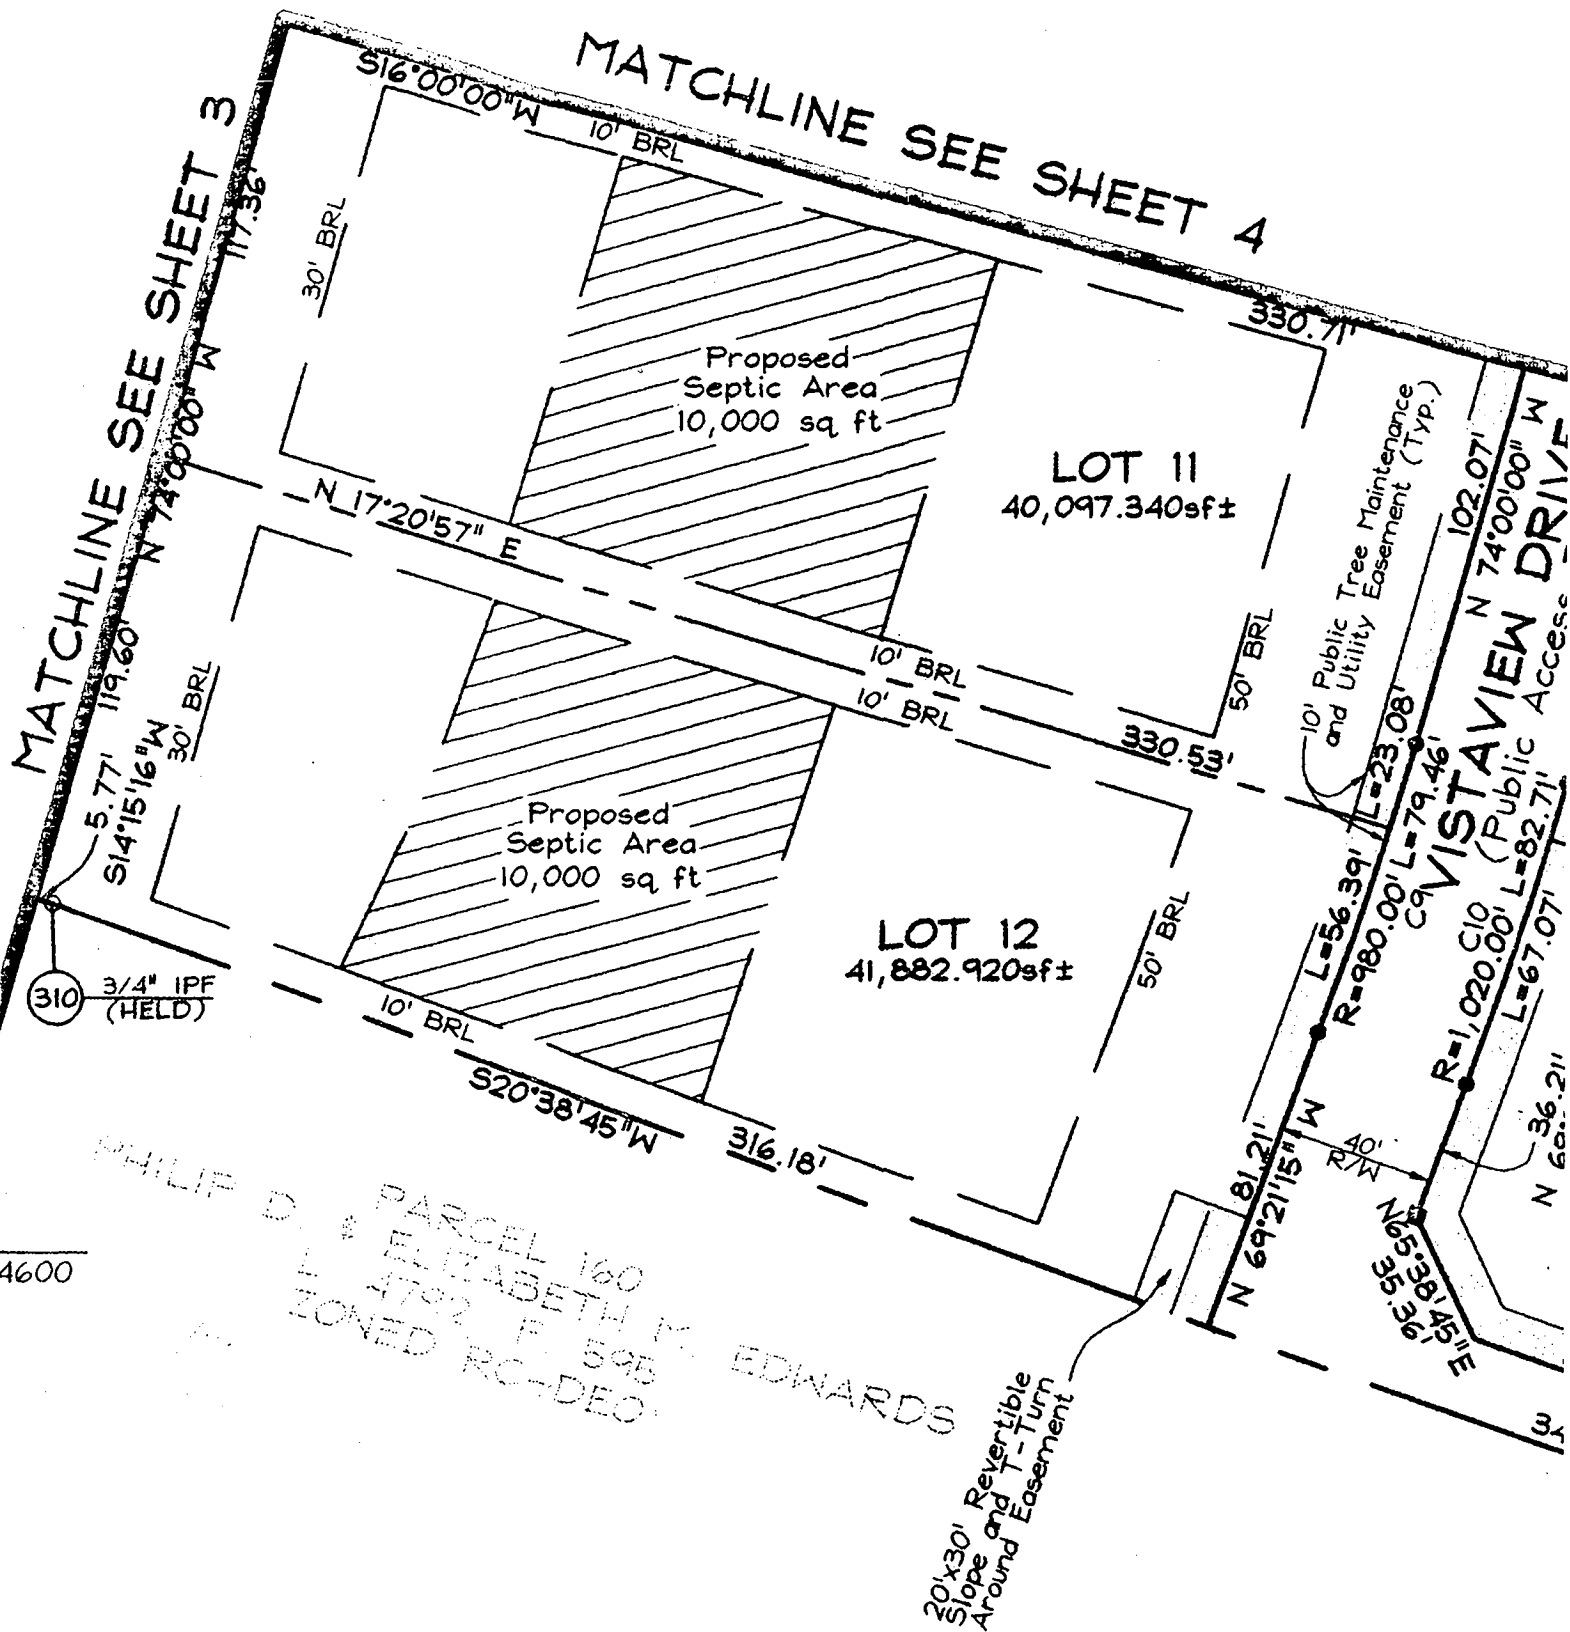 MATCHLINE SEE SHEET 4
MATCHLINE SEE SHEET 3
S16°00'00"W
10' BRL
117.36'
30' BRL
330.71'
Proposed
Septic Area
10,000 sq ft
LOT 11
40,097.340sf±
N 74°00'00" W
N 17°20'57" E
10' BRL
50' BRL
10' Public Tree Maintenance
and Utility Easement (Typ.)
102.07'
N 74°00'00" W
VISTAVIEW DRIVE
(Public Access
10' BRL
330.53'
119.60'
30' BRL
5.77'
S14°15'16"W
L=23.08'
R=980.00' L=79.46'
C9
L=56.39'
C10
R=1,020.00' L=82.71'
L=67.07'
Proposed
Septic Area
10,000 sq ft
LOT 12
41,882.920sf±
50' BRL
310
3/4" IPF
(HELD)
10' BRL
S20°38'45"W
316.18'
81.21'
N 69°21'15" W
40'
R/W
36.21'
N 69°
N65°38'45"E
35.36'
PARCEL 160
PHILIP D. & ELIZABETH M. EDWARDS
L. 4792 F. 595
ZONED RC-DEO
4600
20'x30' Revertible
Slope and T-Turn
Around Easement